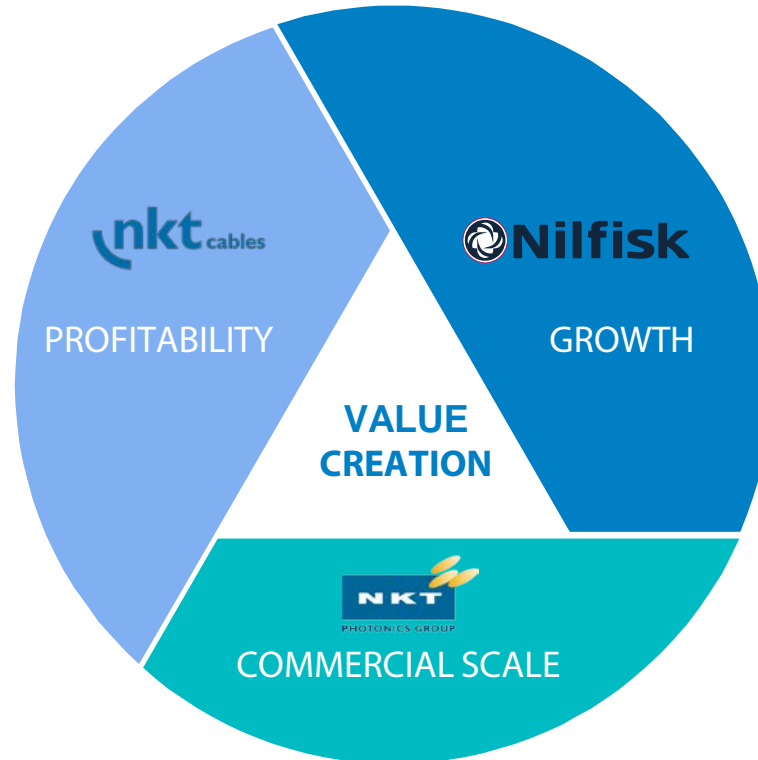 nkt cables
Nilfisk
PROFITABILITY
GROWTH
VALUE
CREATION
NKT
PHOTONICS GROUP
COMMERCIAL SCALE